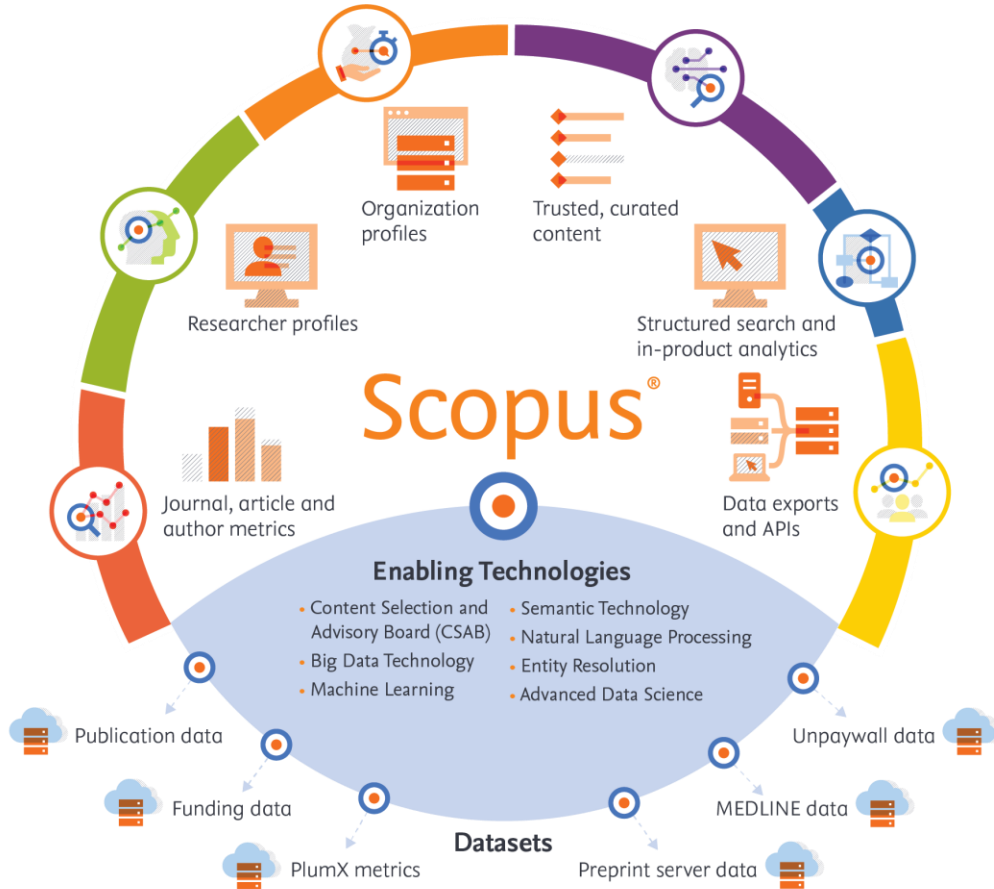 Organization
profiles
Trusted, curated
content
Researcher profiles
Structured search and
in-product analytics
Scopus®
Journal, article and
author metrics
Data exports
and APIs
Enabling Technologies
• Content Selection and
Advisory Board (CSAB)
• Big Data Technology
• Machine Learning
• Semantic Technology
• Natural Language Processing
• Entity Resolution
• Advanced Data Science
Publication data
Unpaywall data
Funding data
MEDLINE data
Datasets
PlumX metrics
Preprint server data